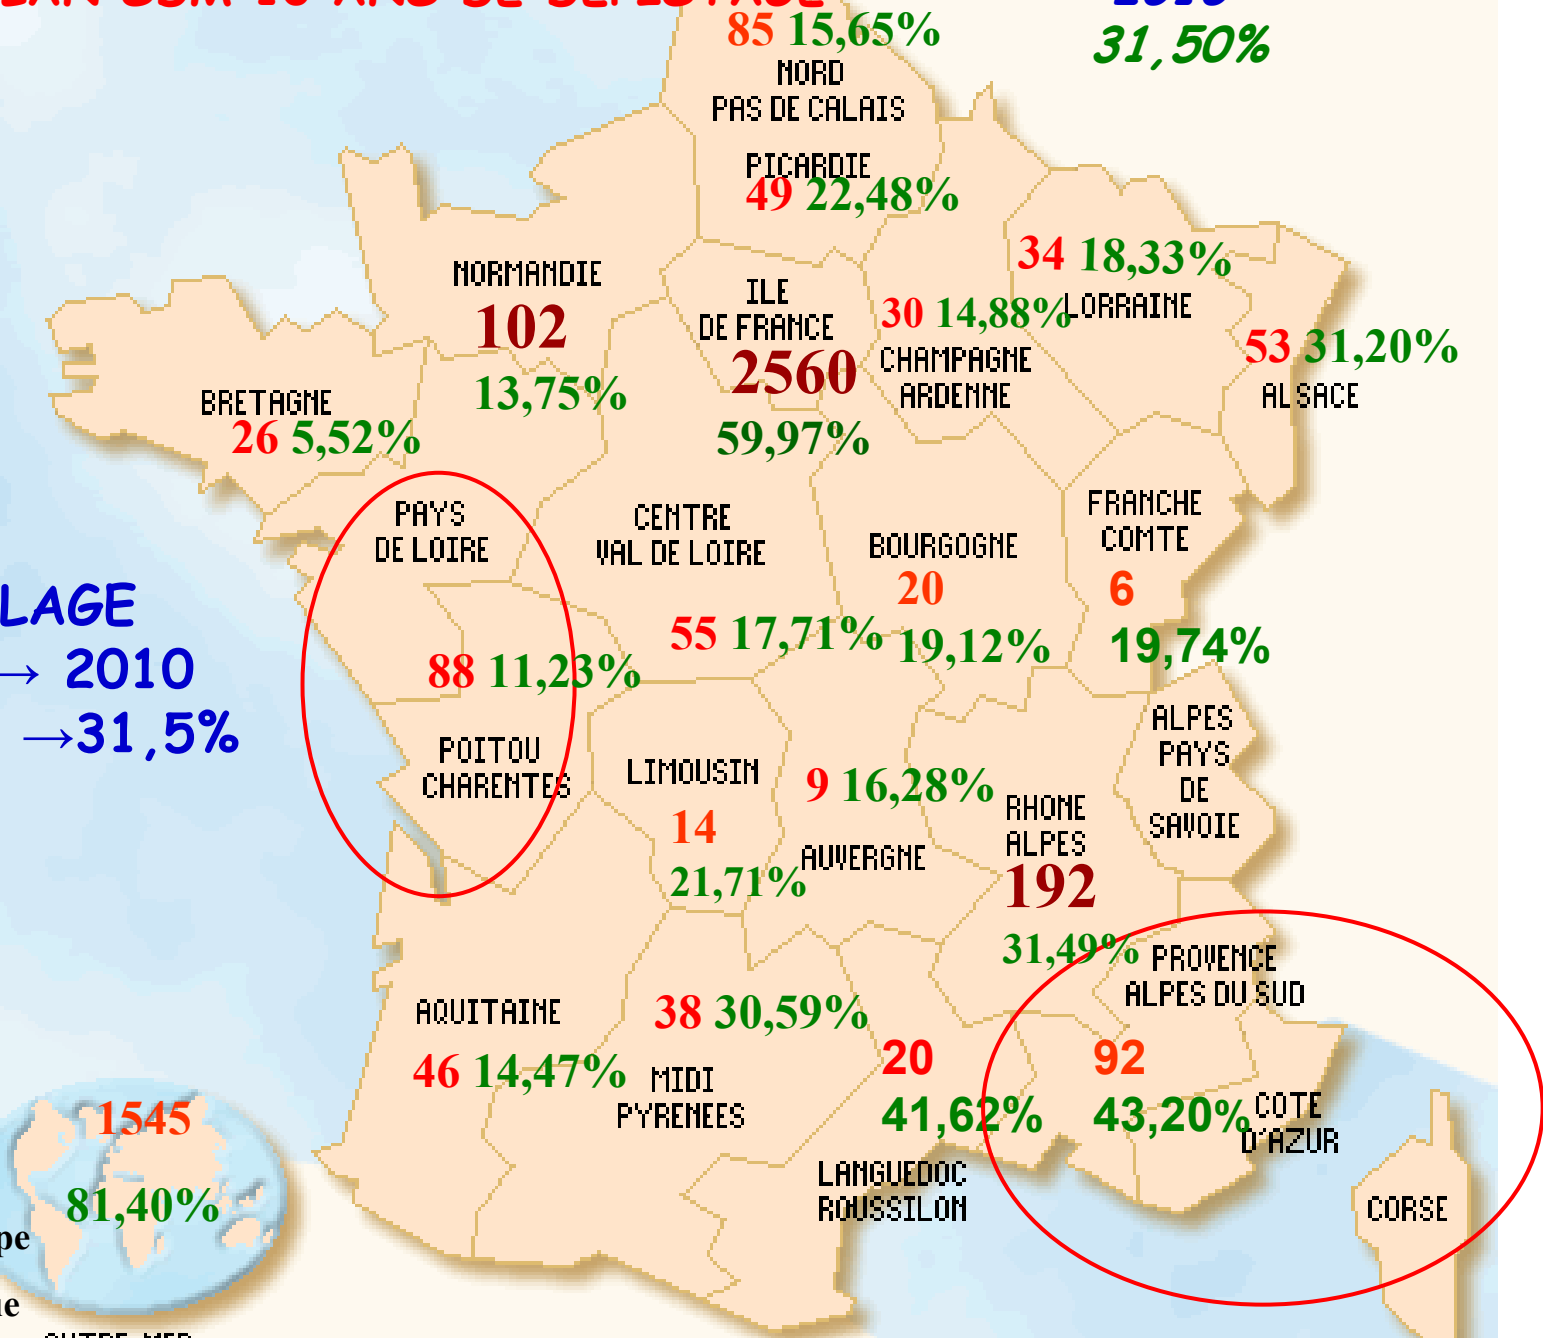 85 15,65%
31,50%
NORD
PAS DE CALAIS
PICARDIE
49 22,48%
34 18,33%
LORRAINE
NORMANDIE
102
13,75%
ILE
DE FRANCE
2560
59,97%
30 14,88%
CHAMPAGNE
ARDENNE
53 31,20%
ALSACE
BRETAGNE
26 5,52%
PAYS
DE LOIRE
CENTRE
VAL DE LOIRE
BOURGOGNE
20
19,12%
FRANCHE
COMTE
6
19,74%
LAGE
→ 2010
→31,5%
55 17,71%
88 11,23%
POITOU
CHARENTES
LIMOUSIN
14
21,71%
9 16,28%
AUVERGNE
ALPES
PAYS
DE
SAVOIE
RHONE
ALPES
192
31,49%
PROVENCE
ALPES DU SUD
AQUITAINE
46 14,47%
38 30,59%
MIDI
PYRENEES
20
41,62%
92
43,20%
COTE
D'AZUR
LANGUEDOC
ROUSSILON
CORSE
1545
81,40%
pe